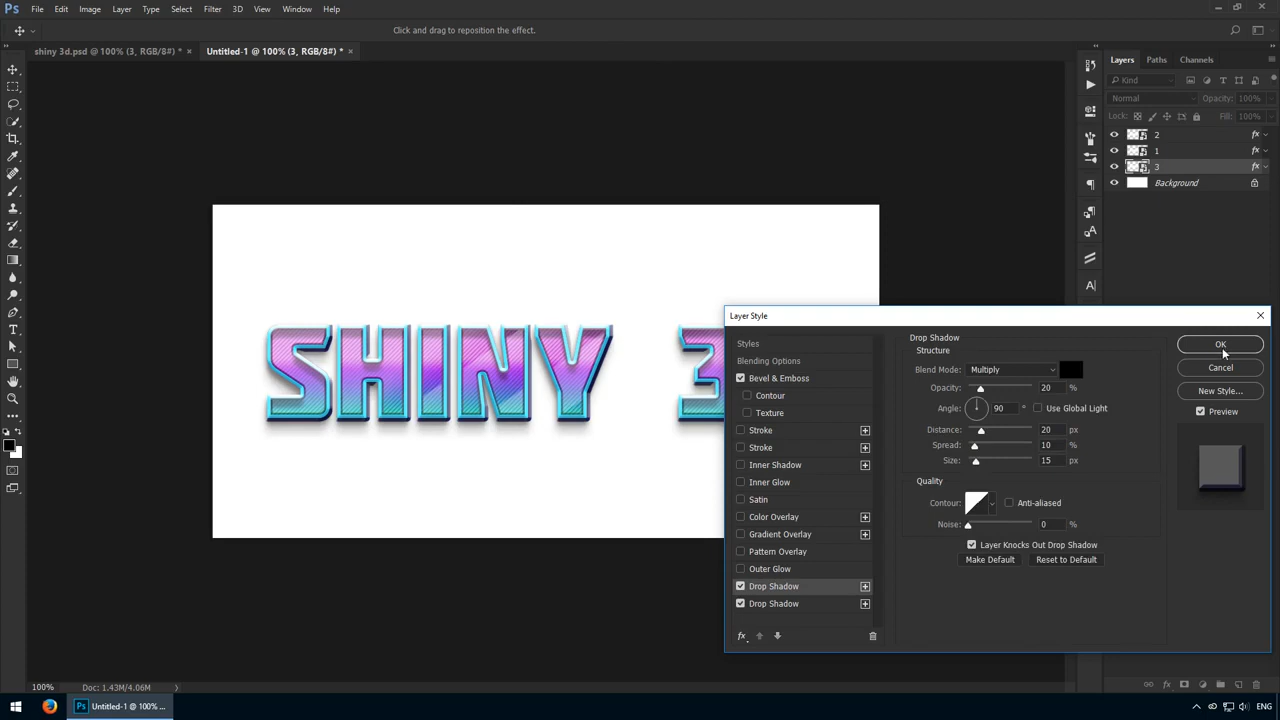 Ps File Edit Image Layer Type Select Filter 3D View Window Help
Click and drag to reposition the effect.
shiny 3d.psd @ 100% (3, RGB/8#) * × Untitled-1 @ 100% (3, RGB/8#) * ×
Layers Paths Channels
Kind
Normal Opacity: 100%
Lock: Fill: 100%
2 fx
1 fx
3 fx
Background
SHINY 3
Layer Style
Styles
Blending Options
Bevel & Emboss
Contour
Texture
Stroke
Stroke
Inner Shadow
Inner Glow
Satin
Color Overlay
Gradient Overlay
Pattern Overlay
Outer Glow
Drop Shadow
Drop Shadow
fx
Drop Shadow
Structure
Blend Mode: Multiply
Opacity: 20 %
Angle: 90 ° Use Global Light
Distance: 20 px
Spread: 10 %
Size: 15 px
Quality
Contour: Anti-aliased
Noise: 0 %
Layer Knocks Out Drop Shadow
Make Default Reset to Default
OK
Cancel
New Style...
Preview
100% Doc: 1.43M/4.06M
Ps Untitled-1 @ 100% ...
ENG